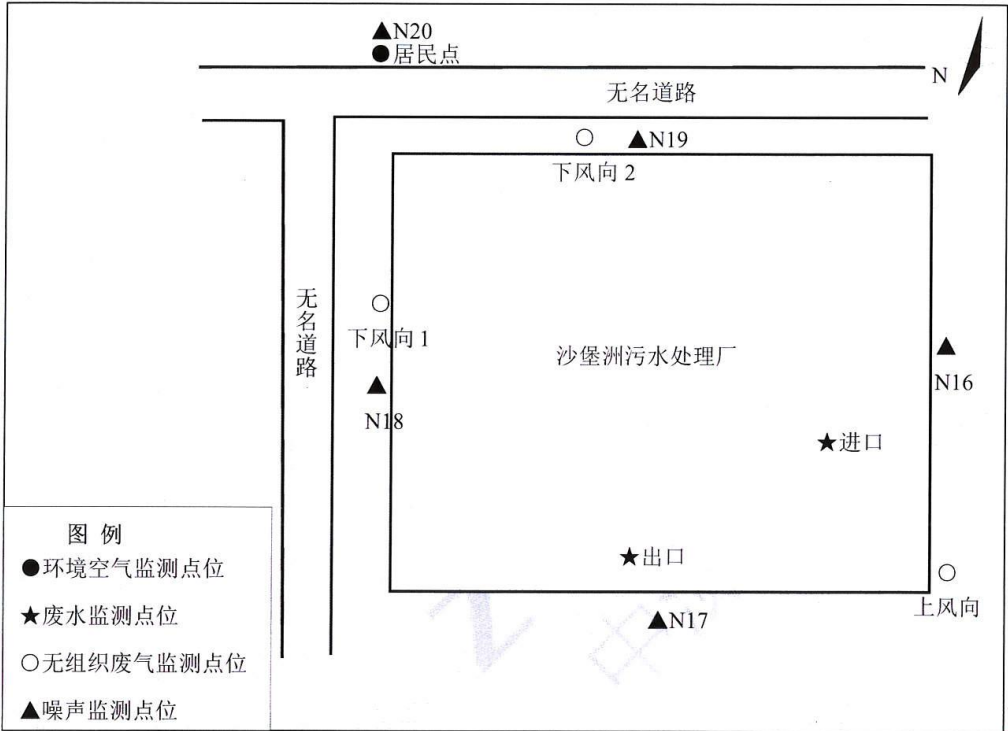 ▲N20
●居民点
N
无名道路
▲N19
下风向 2
无名道路
下风向 1
沙堡洲污水处理厂
N16
N18
★进口
★出口
上风向
▲N17
图 例
●环境空气监测点位
★废水监测点位
○无组织废气监测点位
▲噪声监测点位